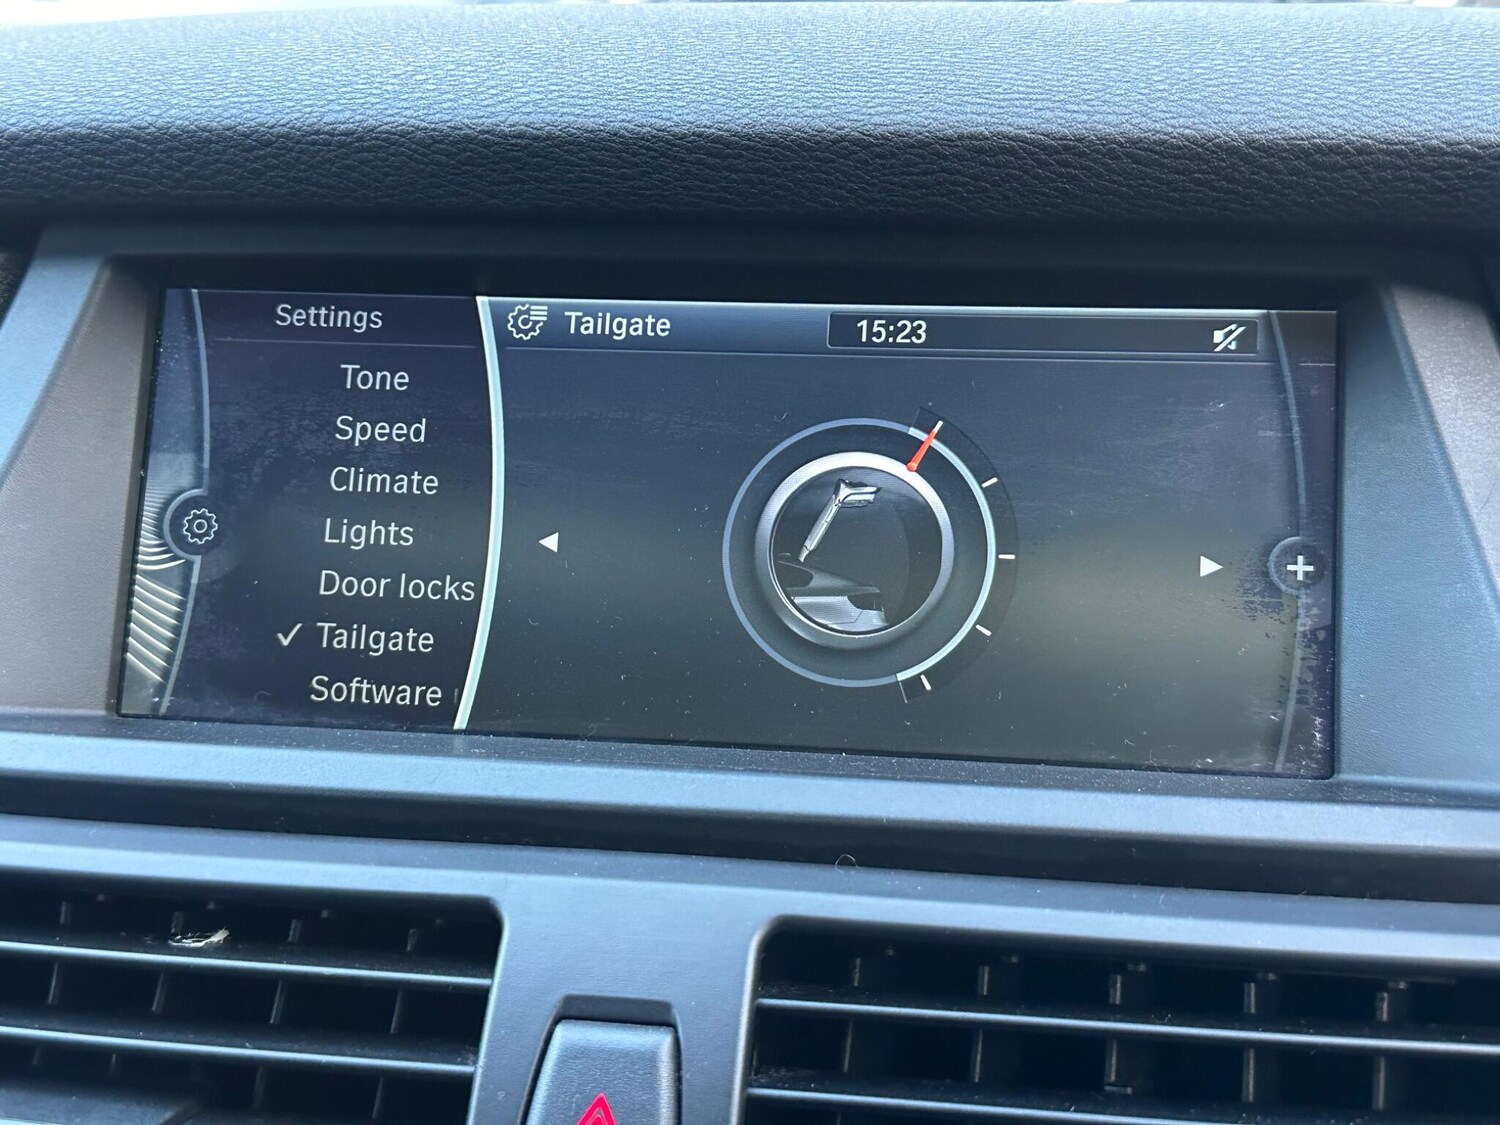 Settings
Tone
Speed
Climate
Lights
Door locks
Tailgate
Software
Tailgate
15:23